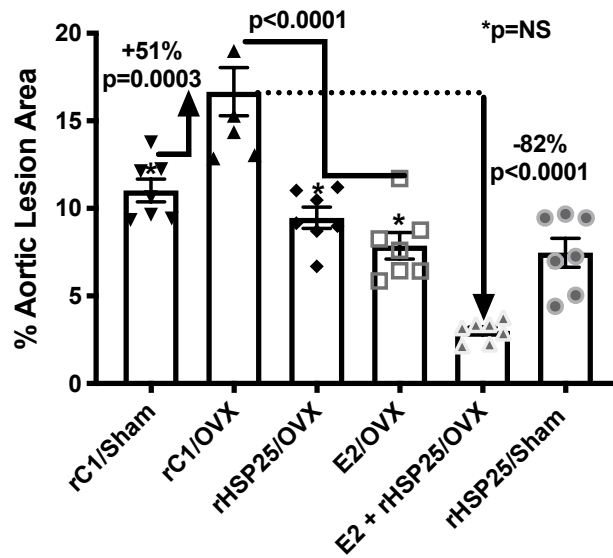 p<0.0001
*p=NS
+51%
p=0.0003
-82%
p<0.0001
% Aortic Lesion Area
20
15
10
5
0
*
*
*
rC1/Sham
rC1/OVX
rHSP25/OVX
E2/OVX
E2 + rHSP25/OVX
rHSP25/Sham